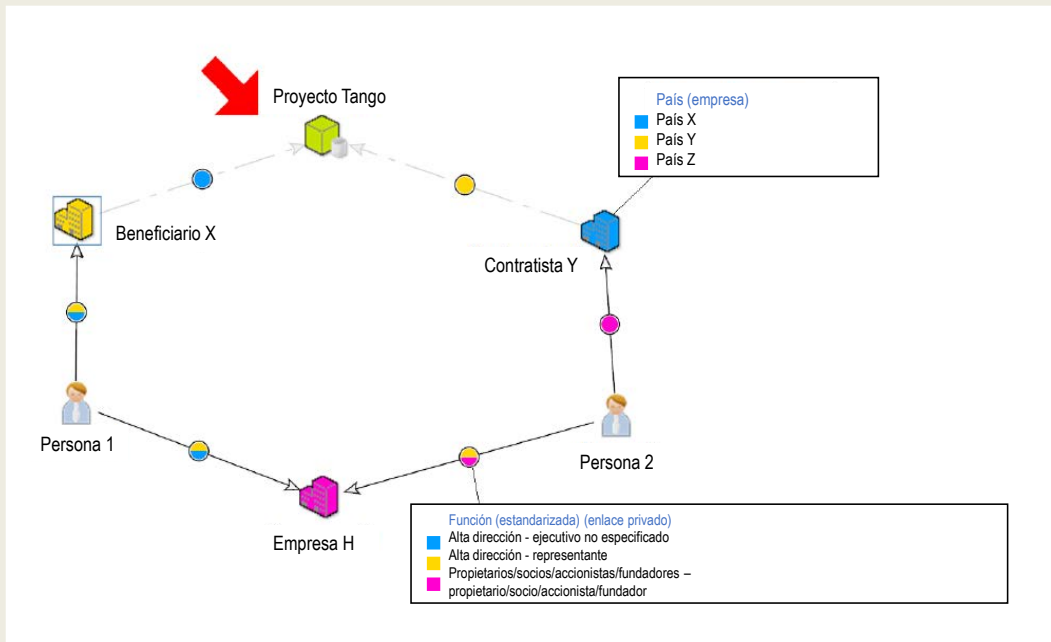 Proyecto Tango
País (empresa)
País X
País Y
País Z
Beneficiario X
Contratista Y
Persona 1
Persona 2
Empresa H
Función (estandarizada) (enlace privado)
Alta dirección - ejecutivo no especificado
Alta dirección - representante
Propietarios/socios/accionistas/fundadores –
propietario/socio/accionista/fundador